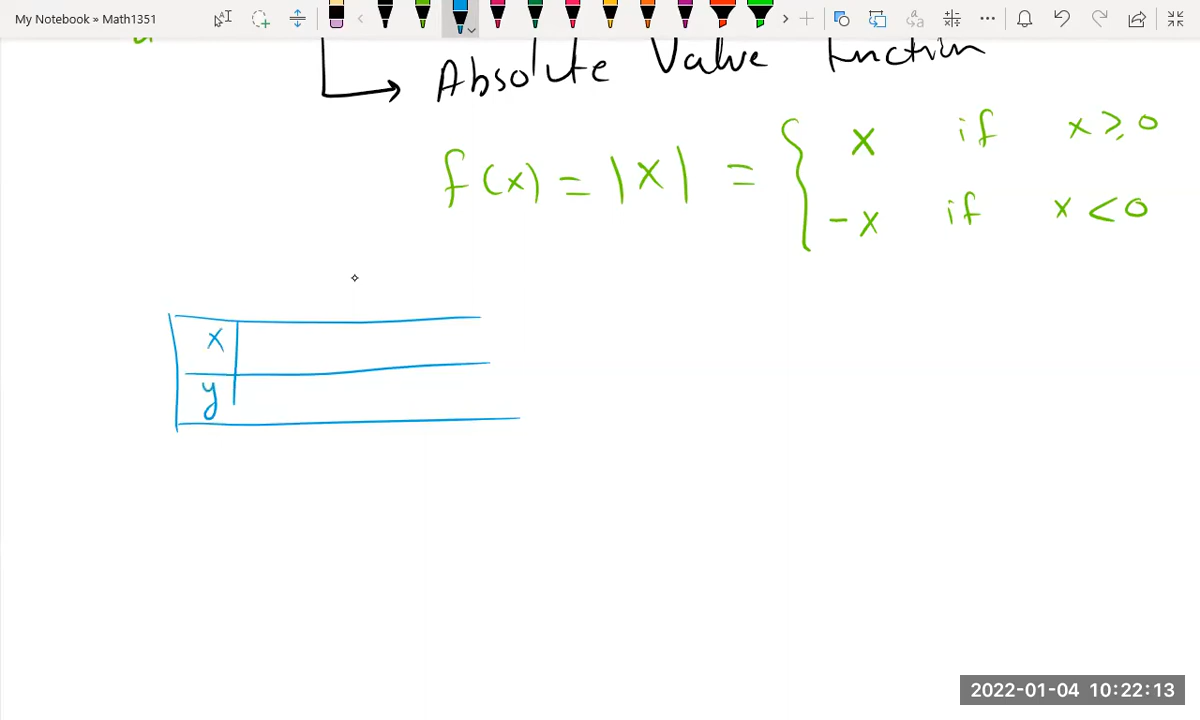 My Notebook » Math1351
Absolute Value Function
f(x) = |x| = { x if x ≥ 0
-x if x < 0
x
y
2022-01-04 10:22:13